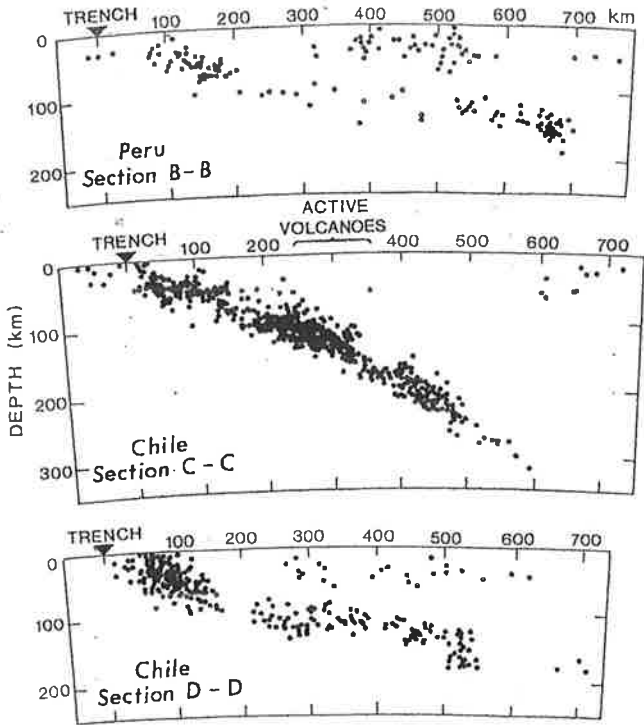 TRENCH 100 200 300 400 500 600 700 km
0
100
200
Peru
Section B-B
ACTIVE
VOLCANOES
TRENCH 100 200 400 500 600 700
0
100
200
300
DEPTH (km)
Chile
Section C-C
TRENCH 100 200 300 400 500 600 700
0
100
200
Chile
Section D-D